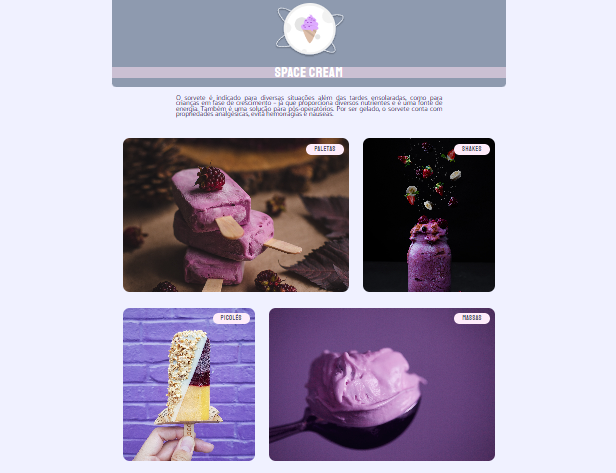 SPACE CREAM
O sorvete é indicado para diversas situações além das tardes ensolaradas, como para
crianças em fase de crescimento - já que proporciona diversos nutrientes e é uma fonte de
energia. Também é uma solução para pós-operatórios. Por ser gelado, o sorvete conta com
propriedades analgésicas, evita hemorragias e náuseas.
PALETAS
SHAKES
PICOLÉS
MASSAS